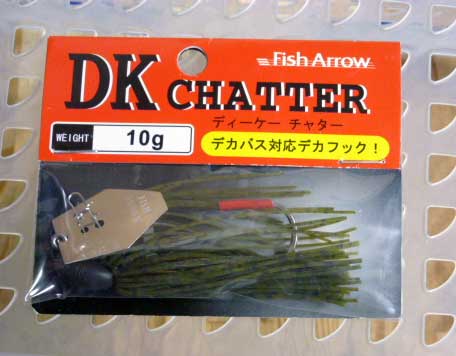 Fish Arrow
DK CHATTER
ディーケー チャター
WEIGHT 10g
デカバス対応デカフック！